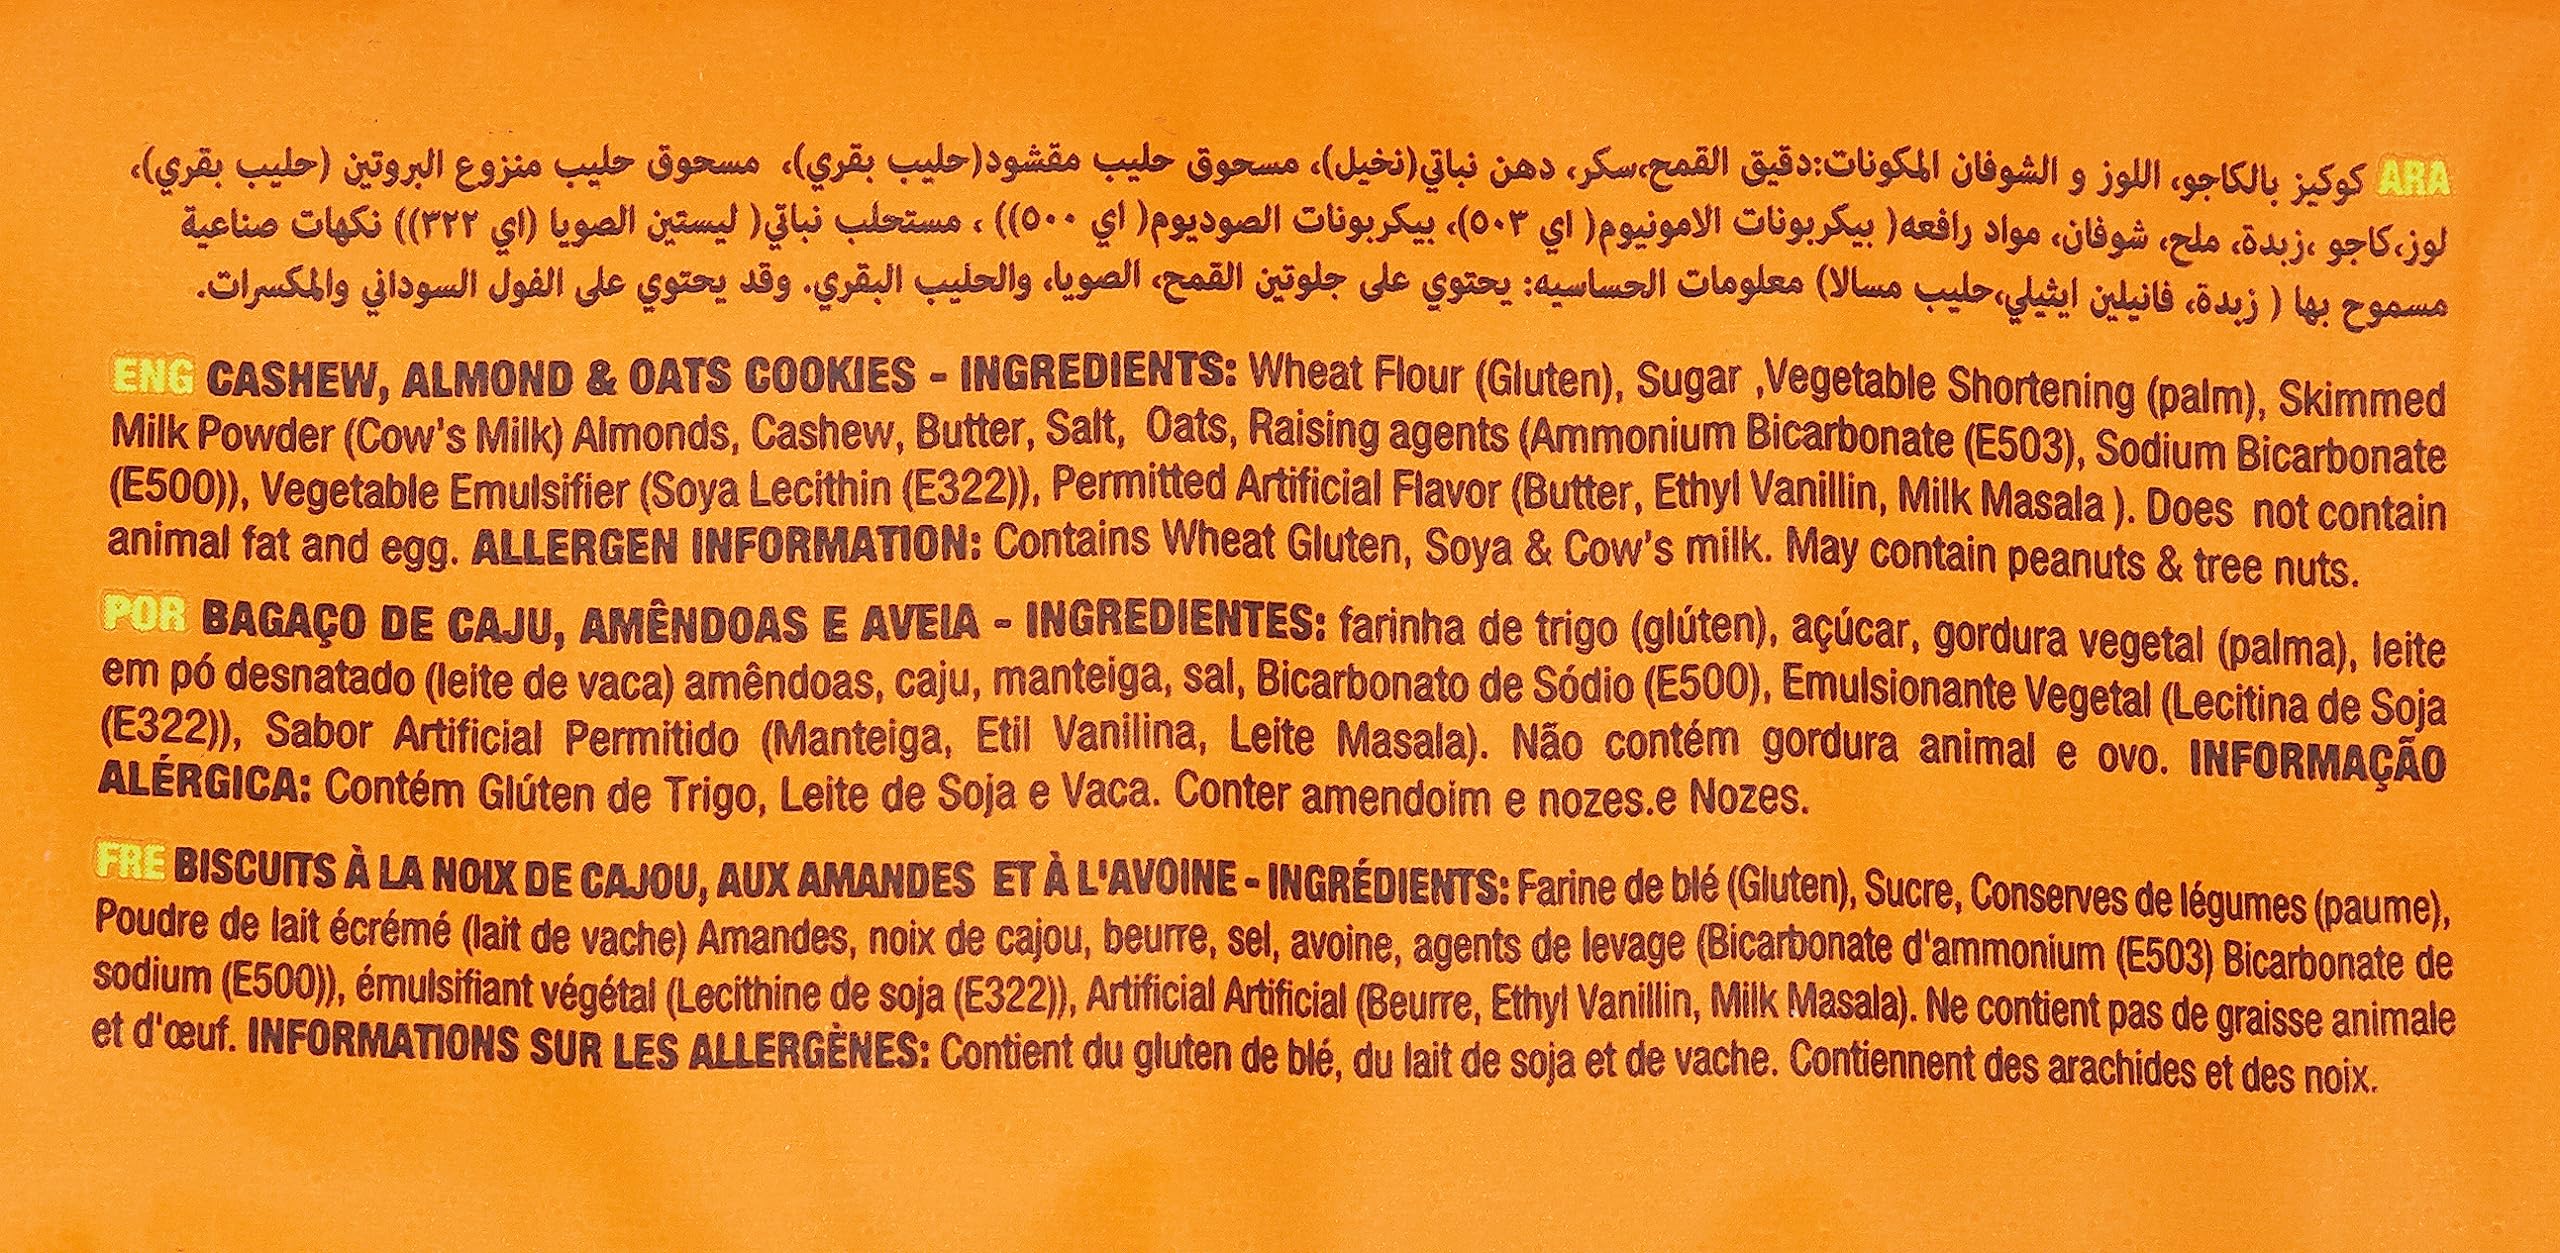 ARA كوكيز بالكاجو، اللوز و الشوفان المكونات:دقيق القمح،سكر، دهن نباتي(نخيل)، مسحوق حليب مقشود(حليب بقري)، مسحوق حليب منزوع البروتين (حليب بقري)،
لوز،كاجو ،زبدة، ملح، شوفان، مواد رافعه( بيكربونات الامونيوم( اي ٥٠٣)، بيكربونات الصوديوم( اي ٥٠٠)) ، مستحلب نباتي( ليستين الصويا (اي ٣٢٢)) نكهات صناعية
مسموح بها ( زبدة، فانيلين ايثيلي،حليب مسالا) معلومات الحساسيه: يحتوي على جلوتين القمح، الصويا، والحليب البقري. وقد يحتوي على الفول السوداني والمكسرات.
ENG CASHEW, ALMOND & OATS COOKIES - INGREDIENTS: Wheat Flour (Gluten), Sugar ,Vegetable Shortening (palm), Skimmed
Milk Powder (Cow's Milk) Almonds, Cashew, Butter, Salt, Oats, Raising agents (Ammonium Bicarbonate (E503), Sodium Bicarbonate
(E500)), Vegetable Emulsifier (Soya Lecithin (E322)), Permitted Artificial Flavor (Butter, Ethyl Vanillin, Milk Masala ). Does not contain
animal fat and egg. ALLERGEN INFORMATION: Contains Wheat Gluten, Soya & Cow's milk. May contain peanuts & tree nuts.
POR BAGAÇO DE CAJU, AMÊNDOAS E AVEIA - INGREDIENTES: farinha de trigo (glúten), açúcar, gordura vegetal (palma), leite
em pó desnatado (leite de vaca) amêndoas, caju, manteiga, sal, Bicarbonato de Sódio (E500), Emulsionante Vegetal (Lecitina de Soja
(E322)), Sabor Artificial Permitido (Manteiga, Etil Vanilina, Leite Masala). Não contém gordura animal e ovo. INFORMAÇÃO
ALÉRGICA: Contém Glúten de Trigo, Leite de Soja e Vaca. Conter amendoim e nozes.e Nozes.
FRE BISCUITS À LA NOIX DE CAJOU, AUX AMANDES ET À L'AVOINE - INGRÉDIENTS: Farine de blé (Gluten), Sucre, Conserves de légumes (paume),
Poudre de lait écrémé (lait de vache) Amandes, noix de cajou, beurre, sel, avoine, agents de levage (Bicarbonate d'ammonium (E503) Bicarbonate de
sodium (E500)), émulsifiant végétal (Lecithine de soja (E322)), Artificial Artificial (Beurre, Ethyl Vanillin, Milk Masala). Ne contient pas de graisse animale
et d'œuf. INFORMATIONS SUR LES ALLERGÈNES: Contient du gluten de blé, du lait de soja et de vache. Contiennent des arachides et des noix.